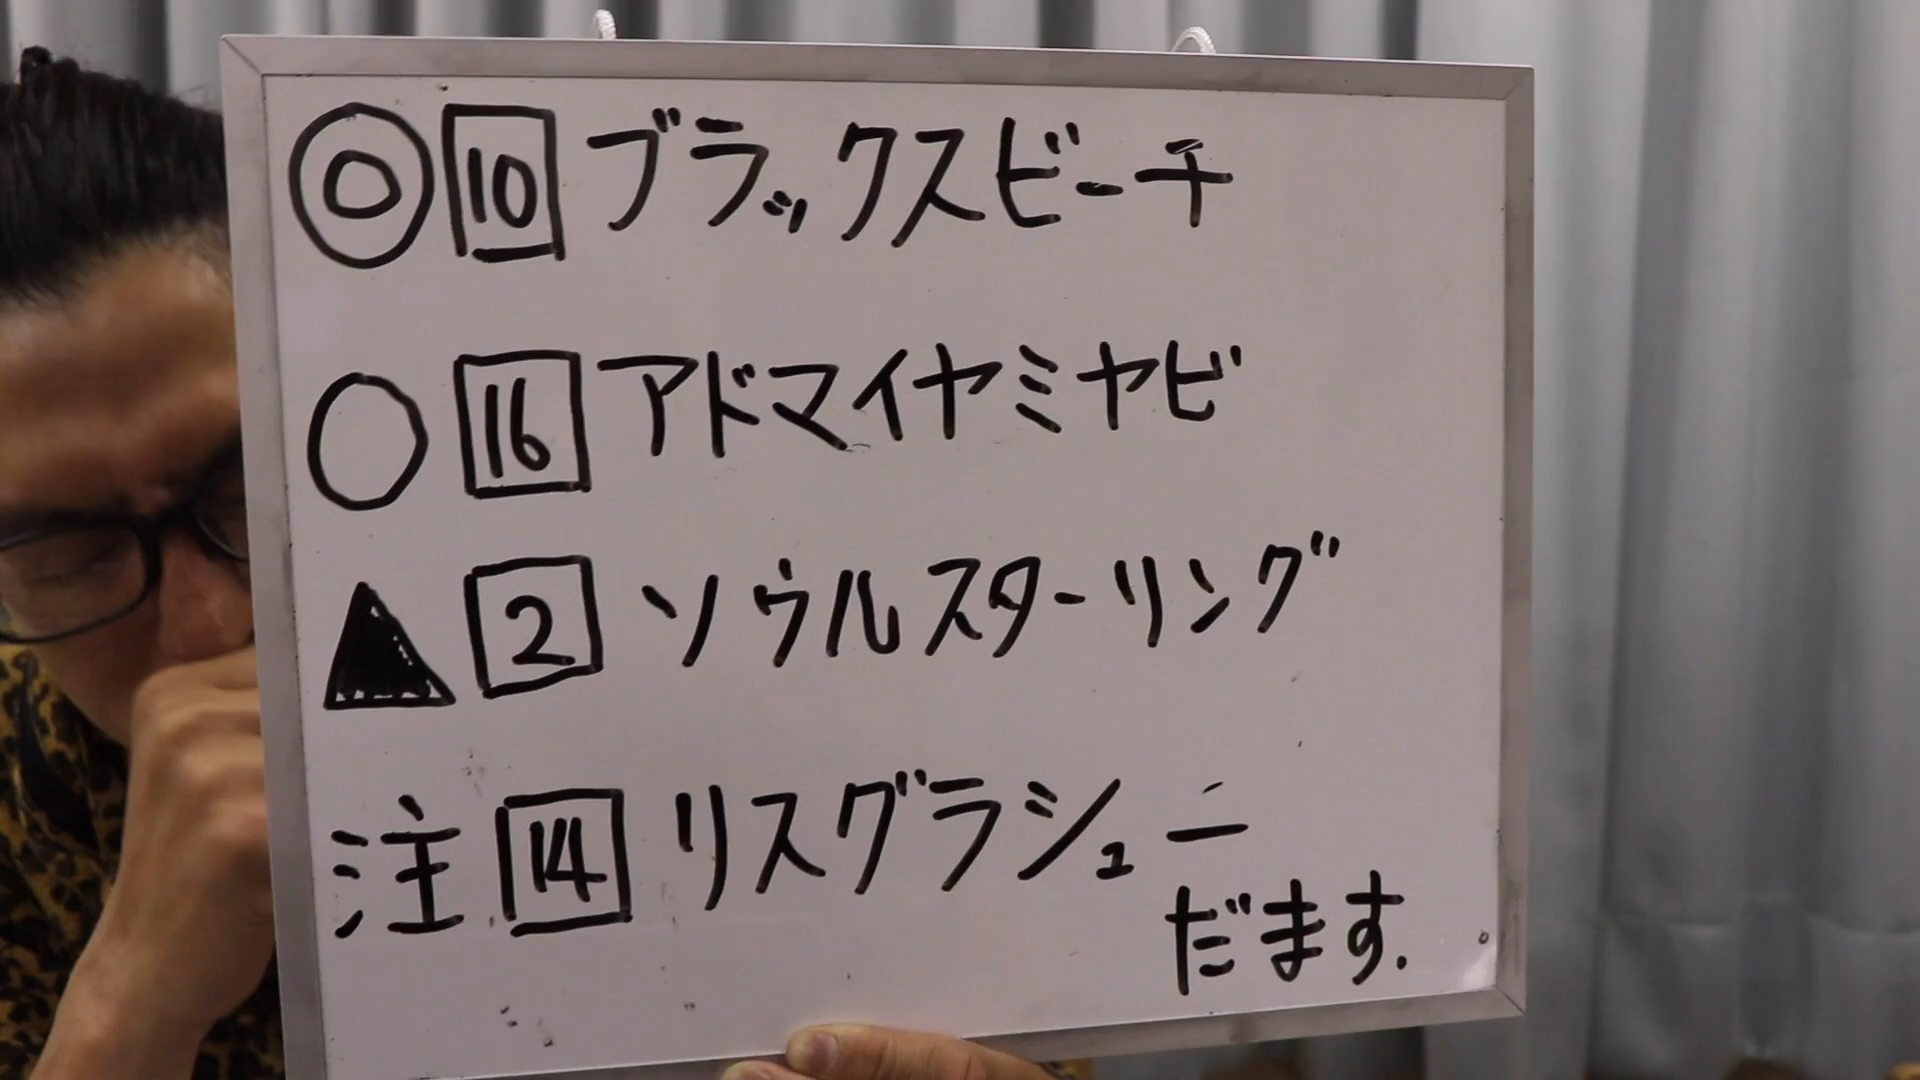 ◎ 10 ブラックスビーチ
○ 16 アドマイヤミヤビ
▲ 2 ソウルスターリング
注 14 リスグラシュー
だます.